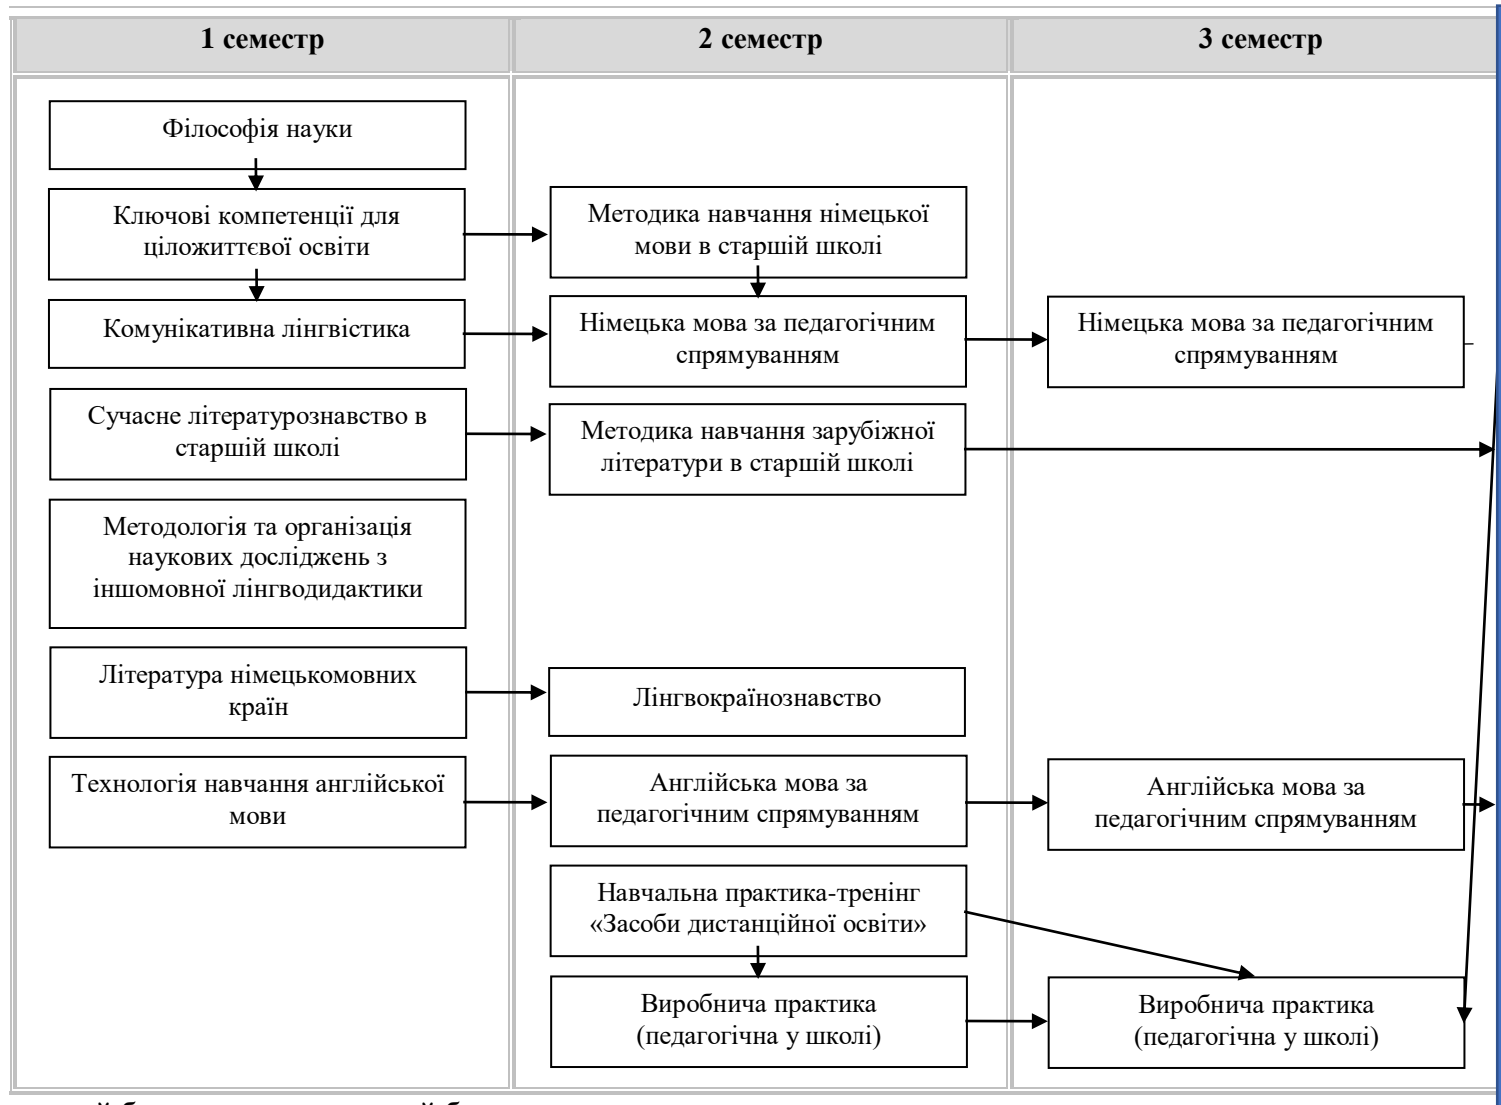 1 семестр
2 семестр
3 семестр
Філософія науки
Ключові компетенції для
ціложиттєвої освіти
Методика навчання німецької
мови в старшій школі
Комунікативна лінгвістика
Німецька мова за педагогічним
спрямуванням
Німецька мова за педагогічним
спрямуванням
Сучасне літературознавство в
старшій школі
Методика навчання зарубіжної
літератури в старшій школі
Методологія та організація
наукових досліджень з
іншомовної лінгводидактики
Література німецькомовних
країн
Лінгвокраїнознавство
Технологія навчання англійської
мови
Англійська мова за
педагогічним спрямуванням
Англійська мова за
педагогічним спрямуванням
Навчальна практика-тренінг
«Засоби дистанційної освіти»
Виробнича практика
(педагогічна у школі)
Виробнича практика
(педагогічна у школі)